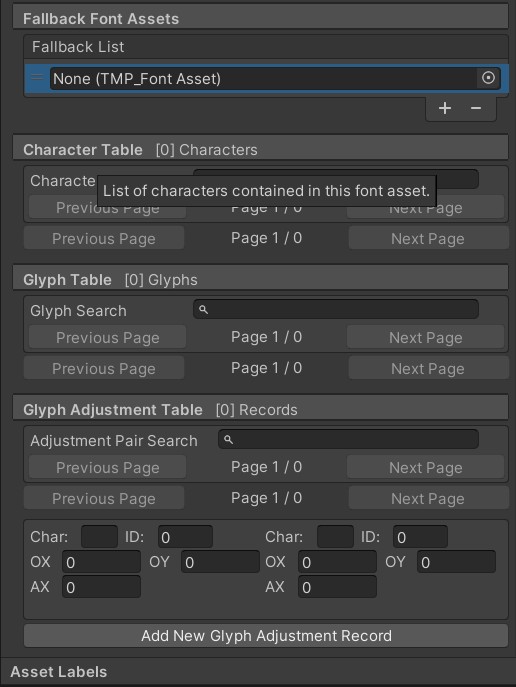 Fallback Font Assets
Fallback List
None (TMP_Font Asset)
+ −
Character Table [0] Characters
Characte
List of characters contained in this font asset.
Previous Page Page 1 / 0 Next Page
Previous Page Page 1 / 0 Next Page
Glyph Table [0] Glyphs
Glyph Search
Previous Page Page 1 / 0 Next Page
Previous Page Page 1 / 0 Next Page
Glyph Adjustment Table [0] Records
Adjustment Pair Search
Previous Page Page 1 / 0 Next Page
Previous Page Page 1 / 0 Next Page
Char: ID: 0 Char: ID: 0
OX 0 OY 0 OX 0 OY 0
AX 0 AX 0
Add New Glyph Adjustment Record
Asset Labels